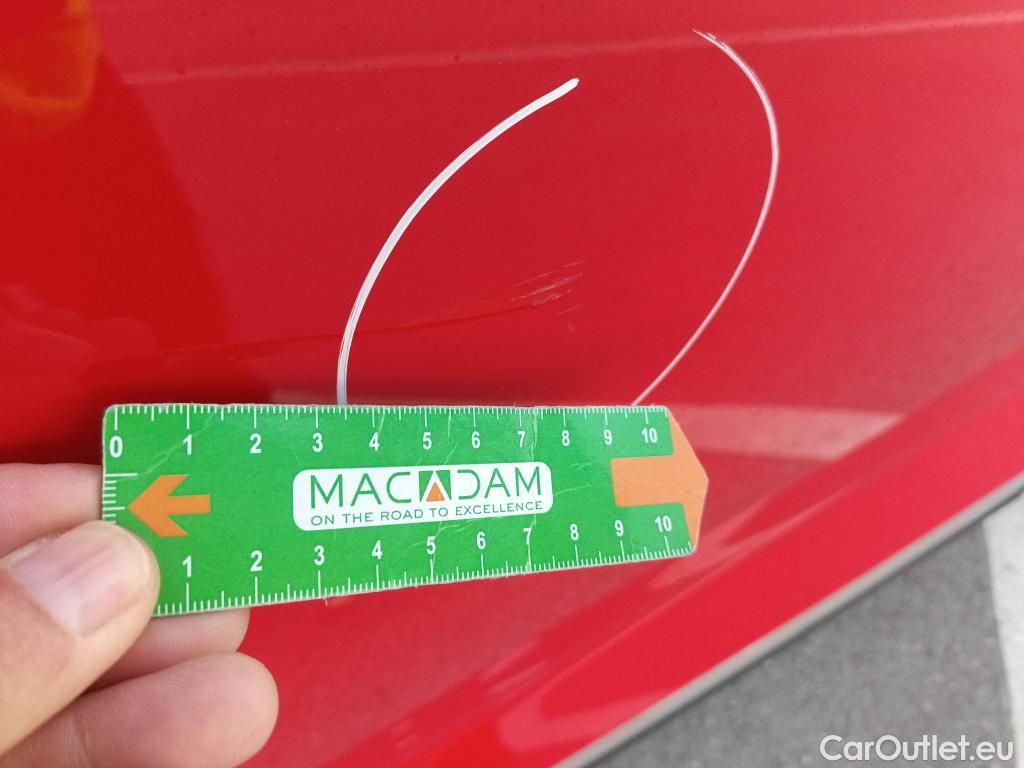 0 1 2 3 4 5 6 7 8 9 10
MACADAM
ON THE ROAD TO EXCELLENCE
1 2 3 4 5 6 7 8 9 10
CarOutlet.eu